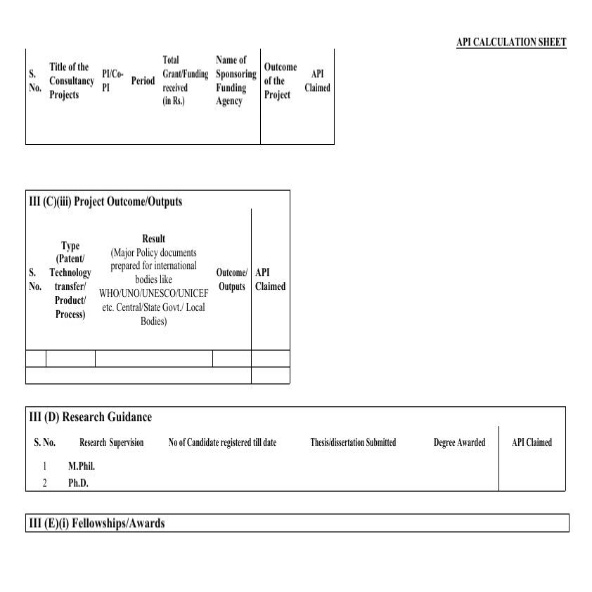 API CALCULATION SHEET
S. No. Title of the Consultancy Projects PI/Co-PI Period Total Grant/Funding received (in Rs.) Name of Sponsoring Funding Agency Outcome of the Project API Claimed
III (C)(iii) Project Outcome/Outputs
S. No. Type (Patent/ Technology transfer/ Product/ Process) Result (Major Policy documents prepared for international bodies like WHO/UNO/UNESCO/UNICEF etc. Central/State Govt./ Local Bodies) Outcome/ Outputs API Claimed
III (D) Research Guidance
S. No. Research Supervision No of Candidate registered till date Thesis/dissertation Submitted Degree Awarded API Claimed
1 M.Phil.
2 Ph.D.
III (E)(i) Fellowships/Awards